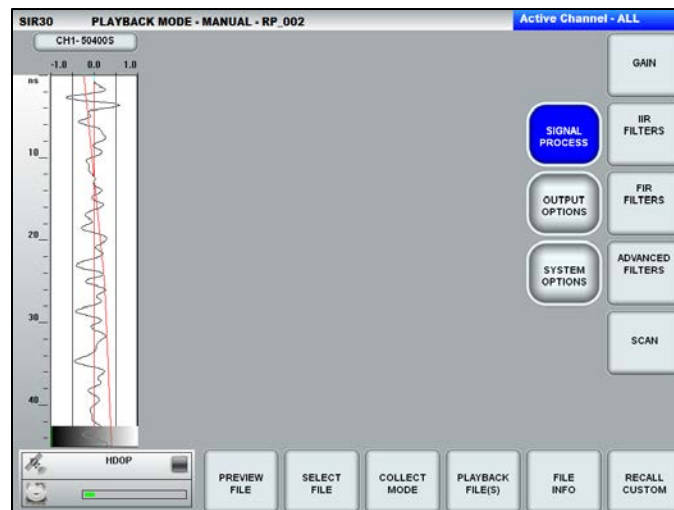 SIR30 PLAYBACK MODE - MANUAL - RP_002 Active Channel - ALL
CH1- 50400S
-1.0 0.0 1.0
ns
10
20
30
40
GAIN
IIR
FILTERS
FIR
FILTERS
ADVANCED
FILTERS
SCAN
SIGNAL
PROCESS
OUTPUT
OPTIONS
SYSTEM
OPTIONS
HDOP
PREVIEW
FILE
SELECT
FILE
COLLECT
MODE
PLAYBACK
FILE(S)
FILE
INFO
RECALL
CUSTOM